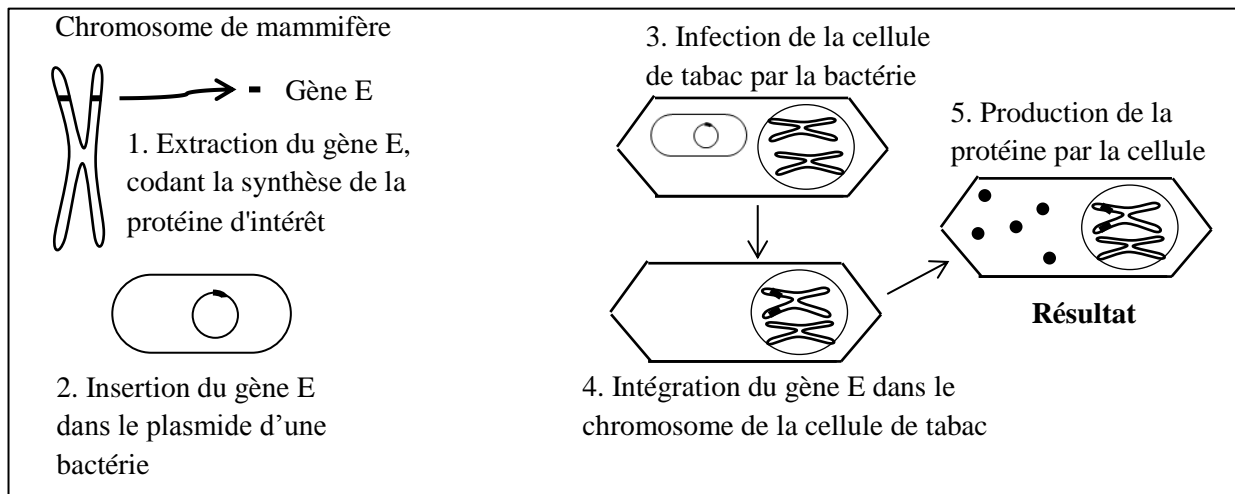 Chromosome de mammifère
Gène E
1. Extraction du gène E,
codant la synthèse de la
protéine d'intérêt
2. Insertion du gène E
dans le plasmide d’une
bactérie
3. Infection de la cellule
de tabac par la bactérie
4. Intégration du gène E dans le
chromosome de la cellule de tabac
5. Production de la
protéine par la cellule
Résultat